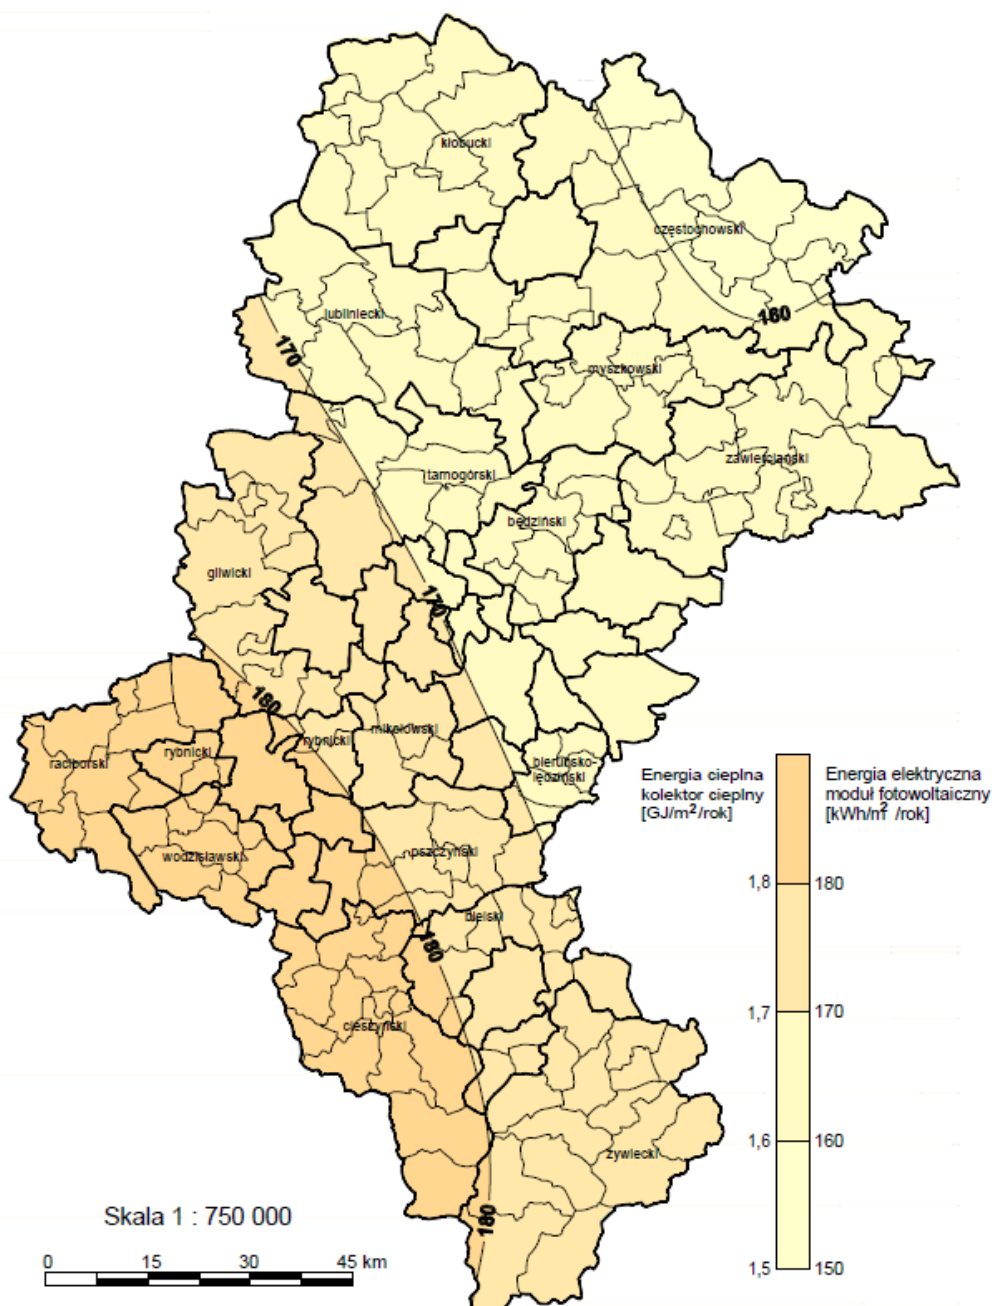 kłobucki
częstochowski
160
lubliniecki
170
myszkowski
zawierciański
tarnogórski
będziński
gliwicki
170
180
rybnicki
mikołowski
raciborski
rybnicki
bieruńsko-
lędziński
Energia cieplna
kolektor cieplny
[GJ/m²/rok]
Energia elektryczna
moduł fotowoltaiczny
[kWh/m² /rok]
wodzisławski
pszczyński
1,8
180
bielski
180
1,7
170
cieszyński
1,6
160
żywiecki
Skala 1 : 750 000
180
0
15
30
45 km
1,5
150